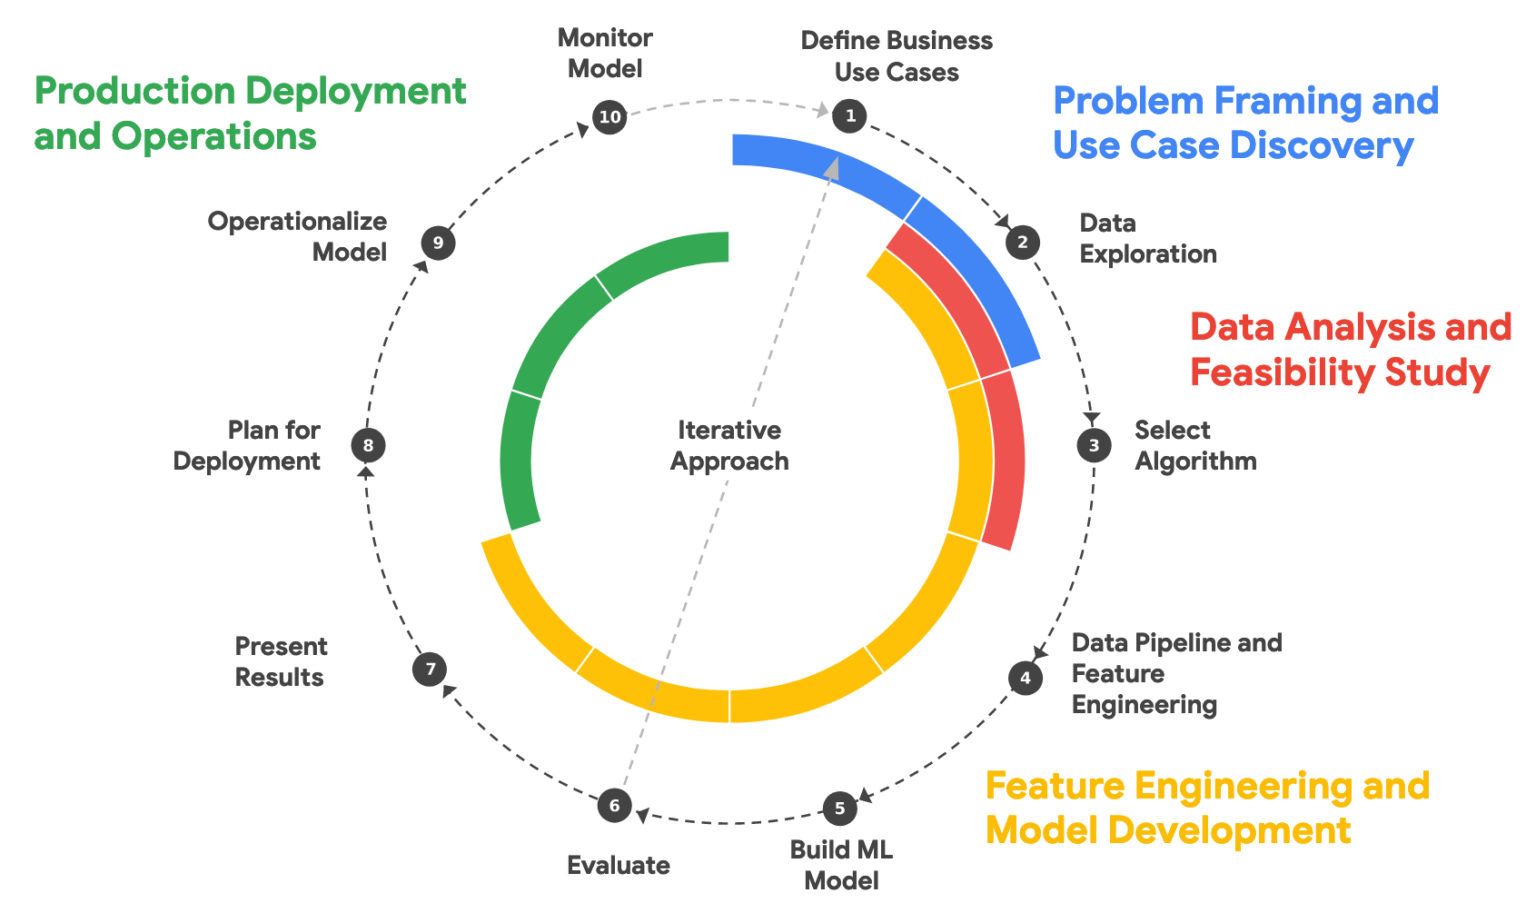 Monitor
Model
10
Define Business
Use Cases
1
Production Deployment
and Operations
Problem Framing and
Use Case Discovery
Operationalize
Model
9
2
Data
Exploration
Data Analysis and
Feasibility Study
Plan for
Deployment
8
Iterative
Approach
3
Select
Algorithm
Present
Results
7
4
Data Pipeline and
Feature
Engineering
Feature Engineering and
Model Development
6
Evaluate
5
Build ML
Model